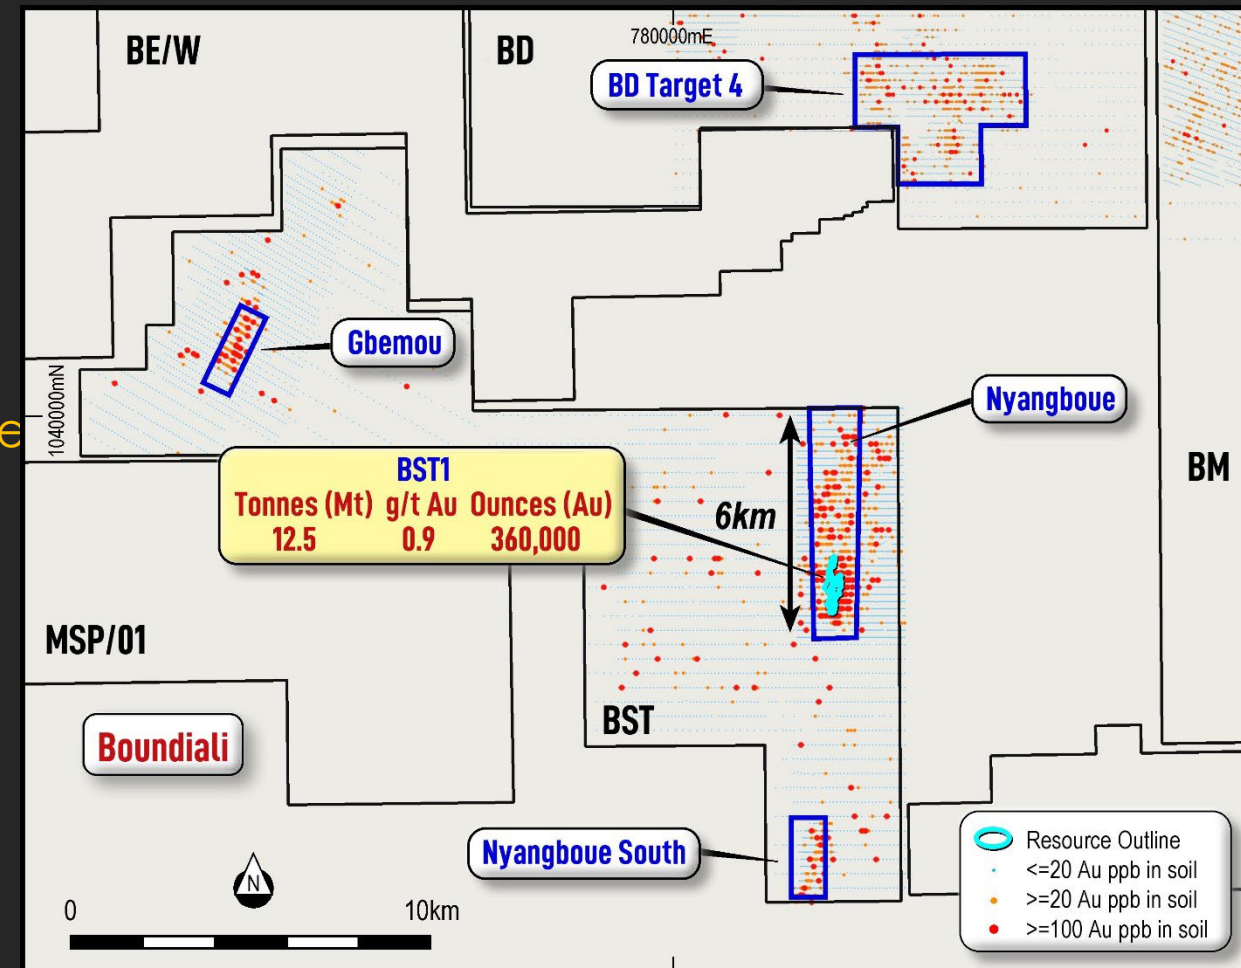 BE/W
BD
780000mE
BD Target 4
Gbemou
1040000mN
e
Nyangboue
BST1
Tonnes (Mt) g/t Au Ounces (Au)
12.5 0.9 360,000
6km
BM
MSP/01
BST
Boundiali
Nyangboue South
N
0 10km
Resource Outline
<=20 Au ppb in soil
>=20 Au ppb in soil
>=100 Au ppb in soil